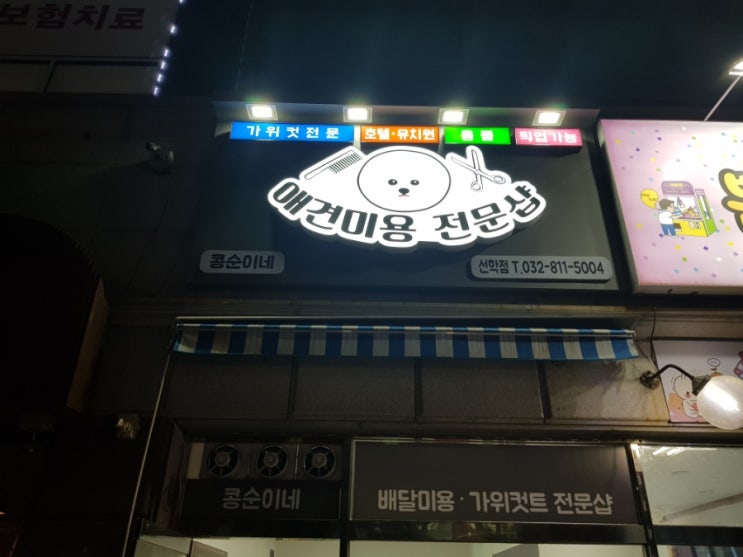 보험치료
가위컷전문 호텔·유치원 용품 픽업가능
애견미용 전문샵
콩순이네
선학점 T.032-811-5004
콩순이네
배달미용·가위컷트 전문샵